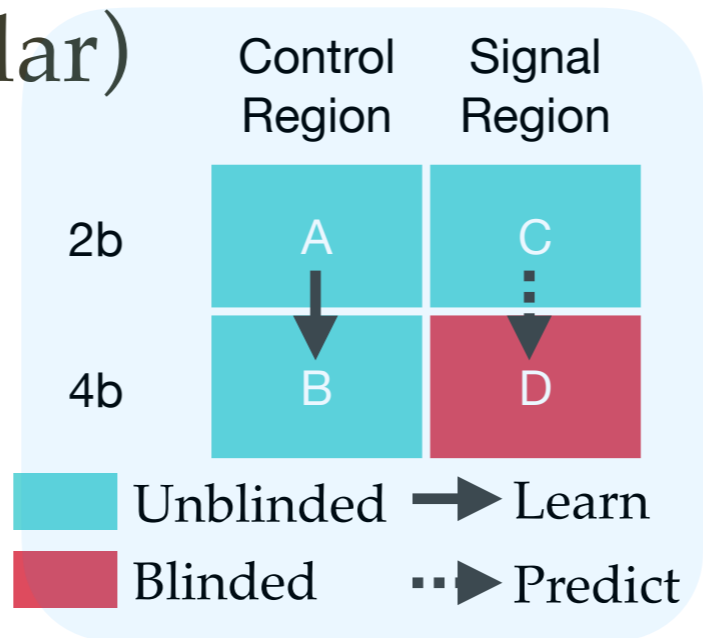 lar)
Control Signal
Region Region
2b A C
4b B D
Unblinded Learn
Blinded Predict